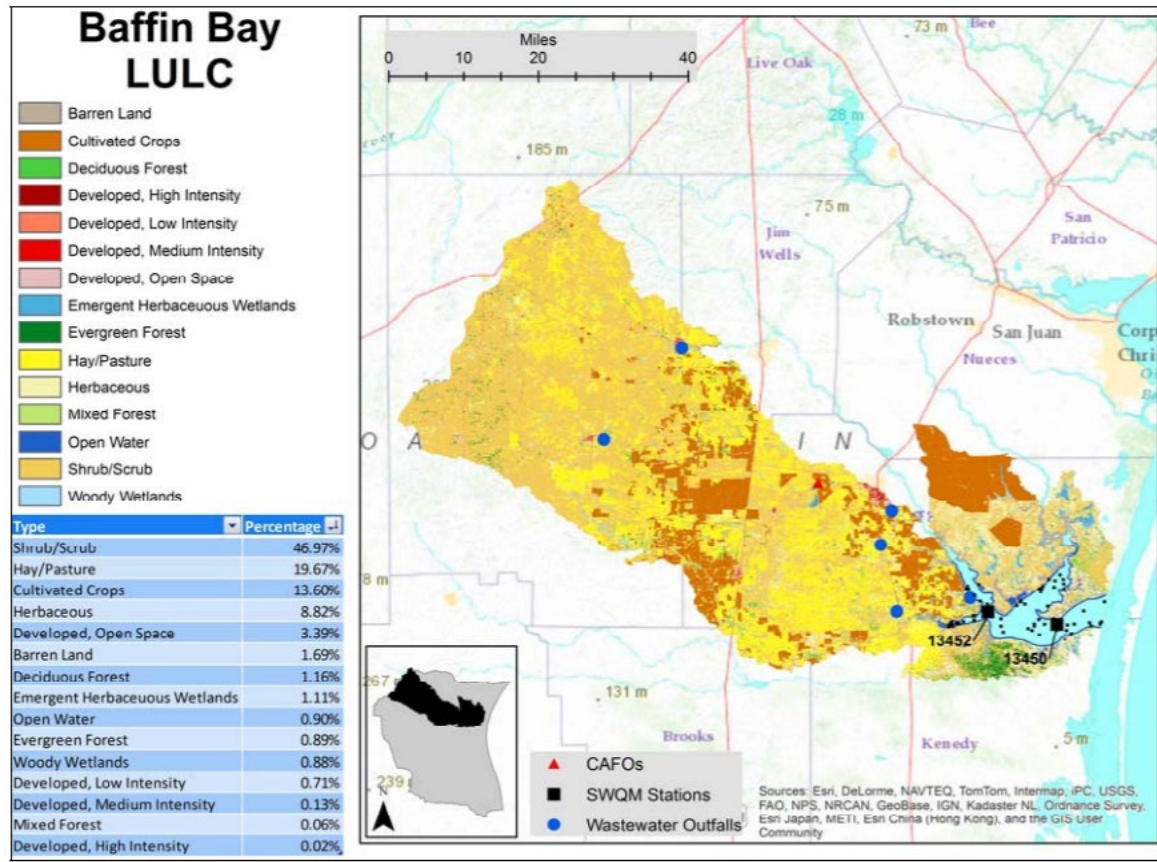 Baffin Bay
LULC
Barren Land
Cultivated Crops
Deciduous Forest
Developed, High Intensity
Developed, Low Intensity
Developed, Medium Intensity
Developed, Open Space
Emergent Herbaceuous Wetlands
Evergreen Forest
Hay/Pasture
Herbaceous
Mixed Forest
Open Water
Shrub/Scrub
Woody Wetlands
Type Percentage
Shrub/Scrub 46.97%
Hay/Pasture 19.67%
Cultivated Crops 13.60%
Herbaceous 8.82%
Developed, Open Space 3.39%
Barren Land 1.69%
Deciduous Forest 1.16%
Emergent Herbaceuous Wetlands 1.11%
Open Water 0.90%
Evergreen Forest 0.89%
Woody Wetlands 0.88%
Developed, Low Intensity 0.71%
Developed, Medium Intensity 0.13%
Mixed Forest 0.06%
Developed, High Intensity 0.02%
Miles
0 10 20 30 40
73 m
Bee
Live Oak
28 m
185 m
75 m
Jim
Wells
San
Patricio
Robstown
San Juan
Corp
Chris
Nueces
O A
I N
78 m
13452
13450
267 m
131 m
Brooks
Kenedy
5 m
239 m
N
CAFOs
SWQM Stations
Wastewater Outfalls
Sources: Esri, DeLorme, NAVTEQ, TomTom, Intermap, iPC, USGS,
FAO, NPS, NRCAN, GeoBase, IGN, Kadaster NL, Ordnance Survey,
Esri Japan, METI, Esri China (Hong Kong), and the GIS User
Community